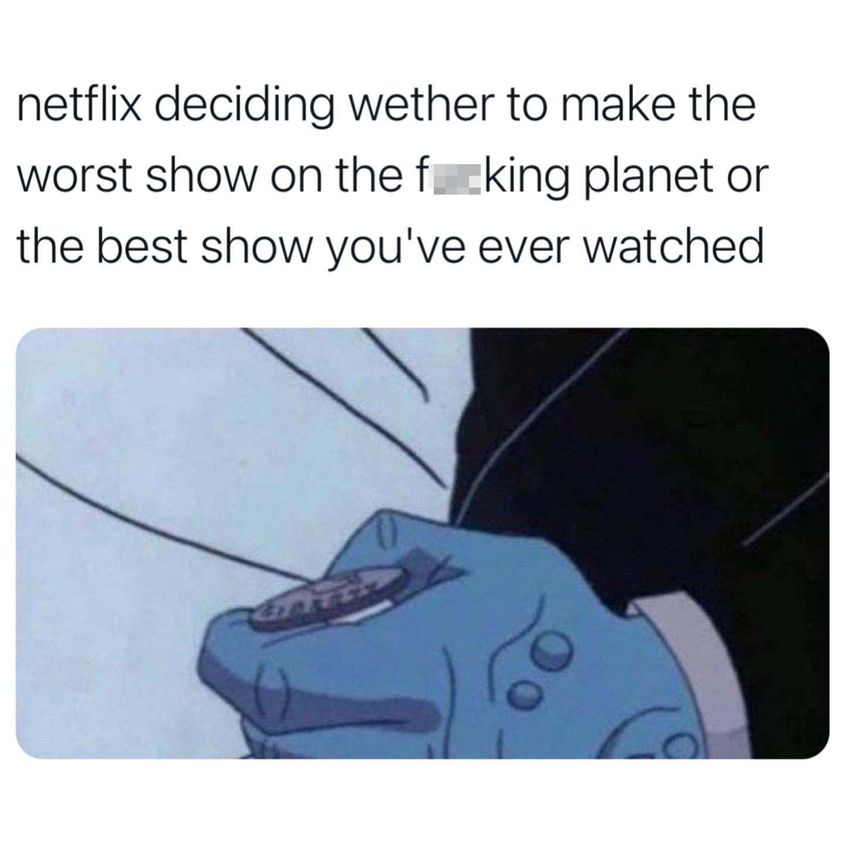 netflix deciding wether to make the
worst show on the f king planet or
the best show you've ever watched